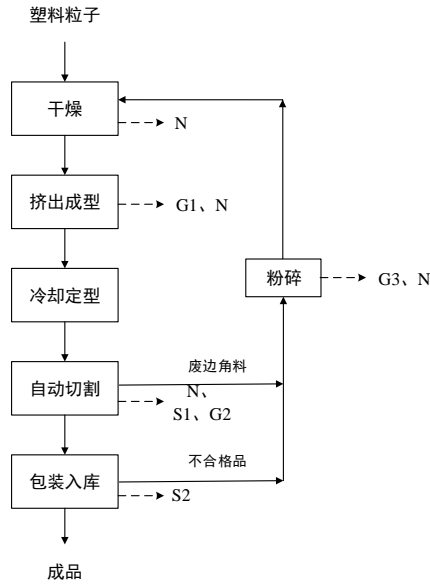 塑料粒子
干燥
N
挤出成型
G1、N
粉碎
G3、N
冷却定型
废边角料
自动切割
N、
S1、G2
不合格品
包装入库
S2
成品